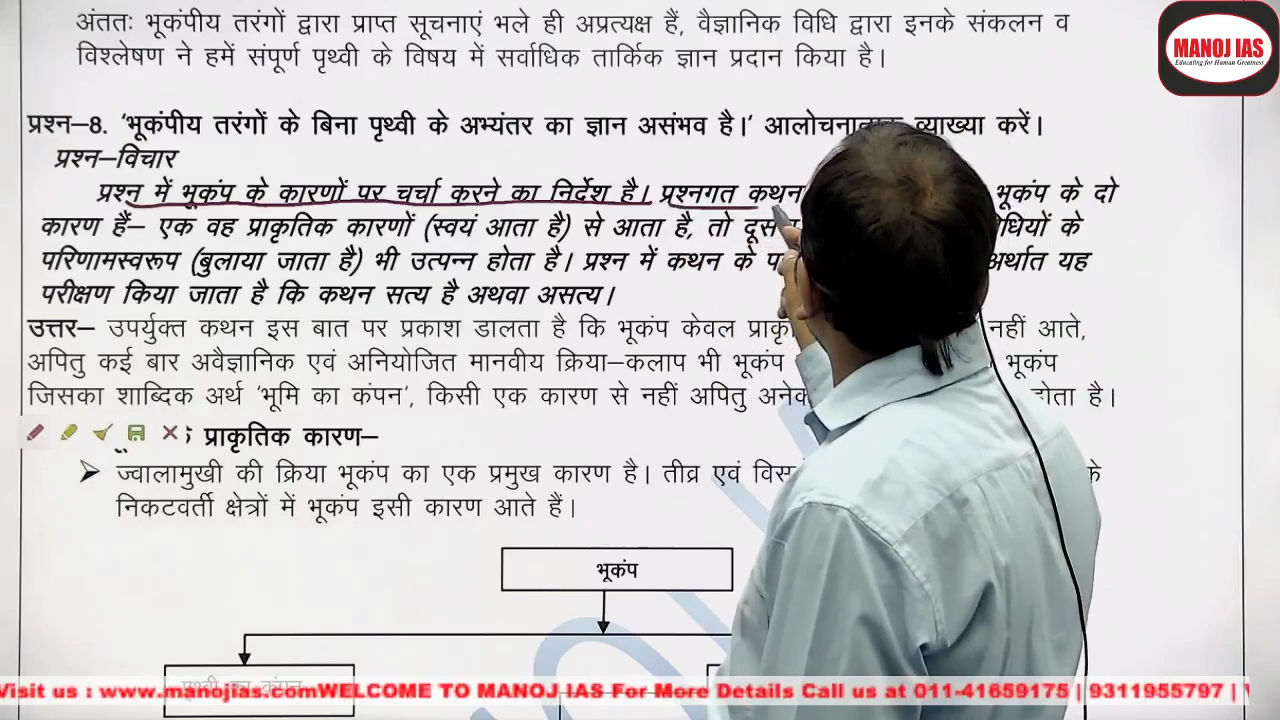 अंततः भूकंपीय तरंगों द्वारा प्राप्त सूचनाएं भले ही अप्रत्यक्ष हैं, वैज्ञानिक विधि द्वारा इनके संकलन व
विश्लेषण ने हमें संपूर्ण पृथ्वी के विषय में सर्वाधिक तार्किक ज्ञान प्रदान किया है।
MANOJ IAS
Educating for Human Greatness
प्रश्न–8. 'भूकंपीय तरंगों के बिना पृथ्वी के अभ्यंतर का ज्ञान असंभव है।' आलोचनात्मक व्याख्या करें।
प्रश्न–विचार
प्रश्न में भूकंप के कारणों पर चर्चा करने का निर्देश है। प्रश्नगत कथन भूकंप के दो
कारण हैं– एक वह प्राकृतिक कारणों (स्वयं आता है) से आता है, तो के
परिणामस्वरूप (बुलाया जाता है) भी उत्पन्न होता है। प्रश्न में कथन के अर्थात यह
परीक्षण किया जाता है कि कथन सत्य है अथवा असत्य।
उत्तर– उपर्युक्त कथन इस बात पर प्रकाश डालता है कि भूकंप केवल नहीं आते,
अपितु कई बार अवैज्ञानिक एवं अनियोजित मानवीय क्रिया–कलाप भी भूकंप भूकंप
जिसका शाब्दिक अर्थ 'भूमि का कंपन', किसी एक कारण से नहीं अपितु होता है।
प्राकृतिक कारण–
➢ ज्वालामुखी की क्रिया भूकंप का एक प्रमुख कारण है। तीव्र एवं के
निकटवर्ती क्षेत्रों में भूकंप इसी कारण आते हैं।
भूकंप
पृथ्वी का कंपन
Visit us : www.manojias.comWELCOME TO MANOJ IAS For More Details Call us at 011-41659175 | 9311955797 |